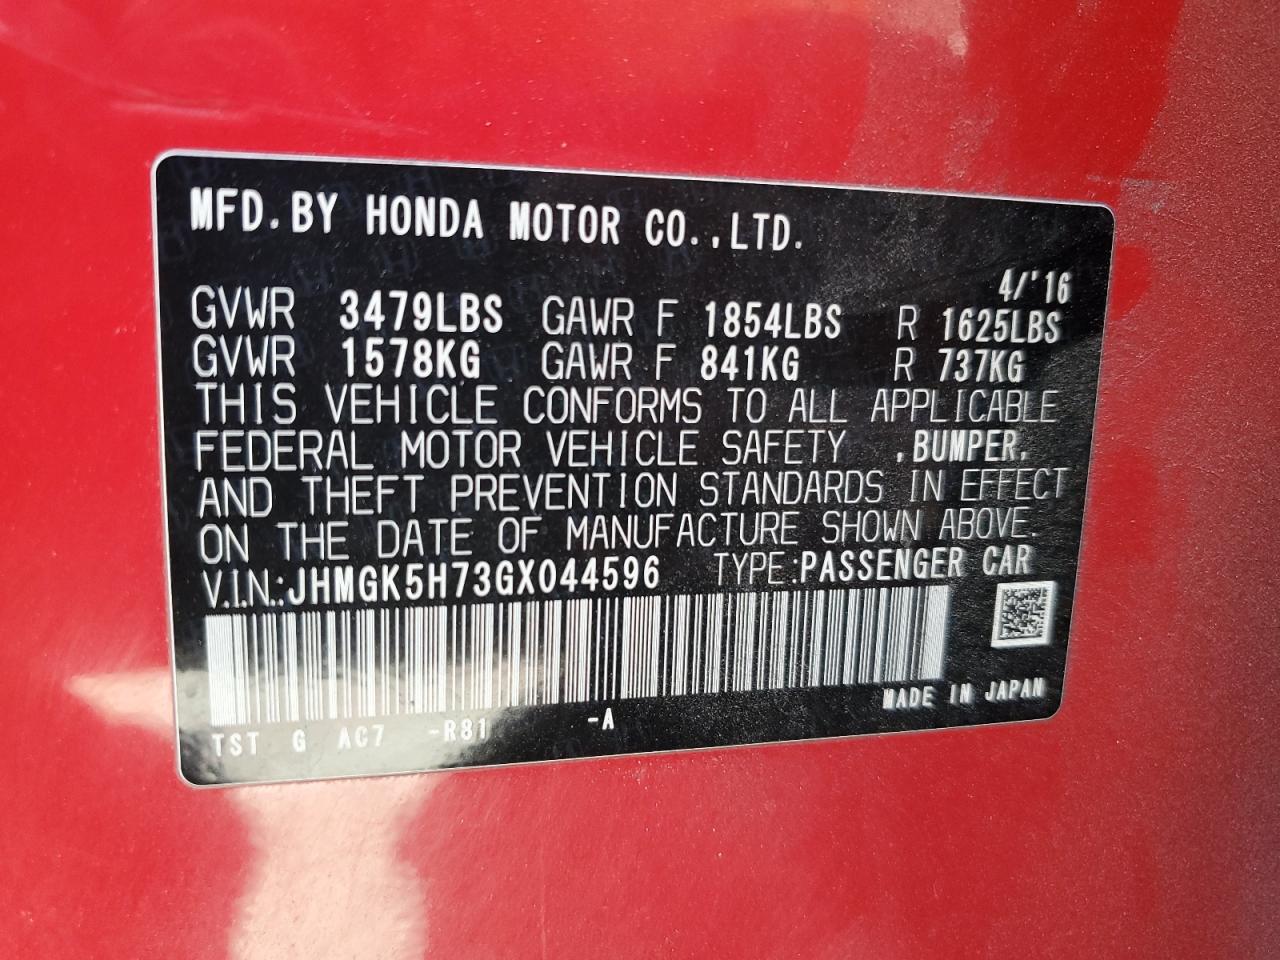 MFD. BY HONDA MOTOR CO., LTD.
4/'16
GVWR 3479LBS GAWR F 1854LBS R 1625LBS
GVWR 1578KG GAWR F 841KG R 737KG
THIS VEHICLE CONFORMS TO ALL APPLICABLE
FEDERAL MOTOR VEHICLE SAFETY , BUMPER,
AND THEFT PREVENTION STANDARDS IN EFFECT
ON THE DATE OF MANUFACTURE SHOWN ABOVE.
V.I.N.:JHMGK5H73GX044596 TYPE:PASSENGER CAR
MADE IN JAPAN
TST G AC7 -R81 -A